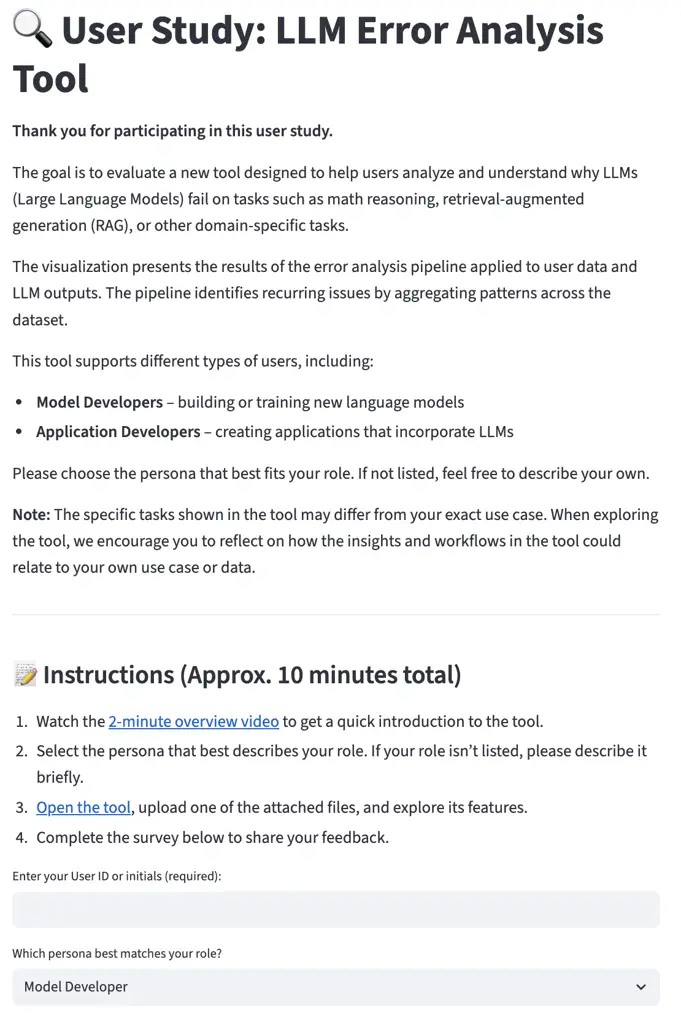 🔍 User Study: LLM Error Analysis
Tool
Thank you for participating in this user study.
The goal is to evaluate a new tool designed to help users analyze and understand why LLMs
(Large Language Models) fail on tasks such as math reasoning, retrieval-augmented
generation (RAG), or other domain-specific tasks.
The visualization presents the results of the error analysis pipeline applied to user data and
LLM outputs. The pipeline identifies recurring issues by aggregating patterns across the
dataset.
This tool supports different types of users, including:
• Model Developers – building or training new language models
• Application Developers – creating applications that incorporate LLMs
Please choose the persona that best fits your role. If not listed, feel free to describe your own.
Note: The specific tasks shown in the tool may differ from your exact use case. When exploring
the tool, we encourage you to reflect on how the insights and workflows in the tool could
relate to your own use case or data.
📝 Instructions (Approx. 10 minutes total)
1. Watch the 2-minute overview video to get a quick introduction to the tool.
2. Select the persona that best describes your role. If your role isn’t listed, please describe it
briefly.
3. Open the tool, upload one of the attached files, and explore its features.
4. Complete the survey below to share your feedback.
Enter your User ID or initials (required):
Which persona best matches your role?
Model Developer